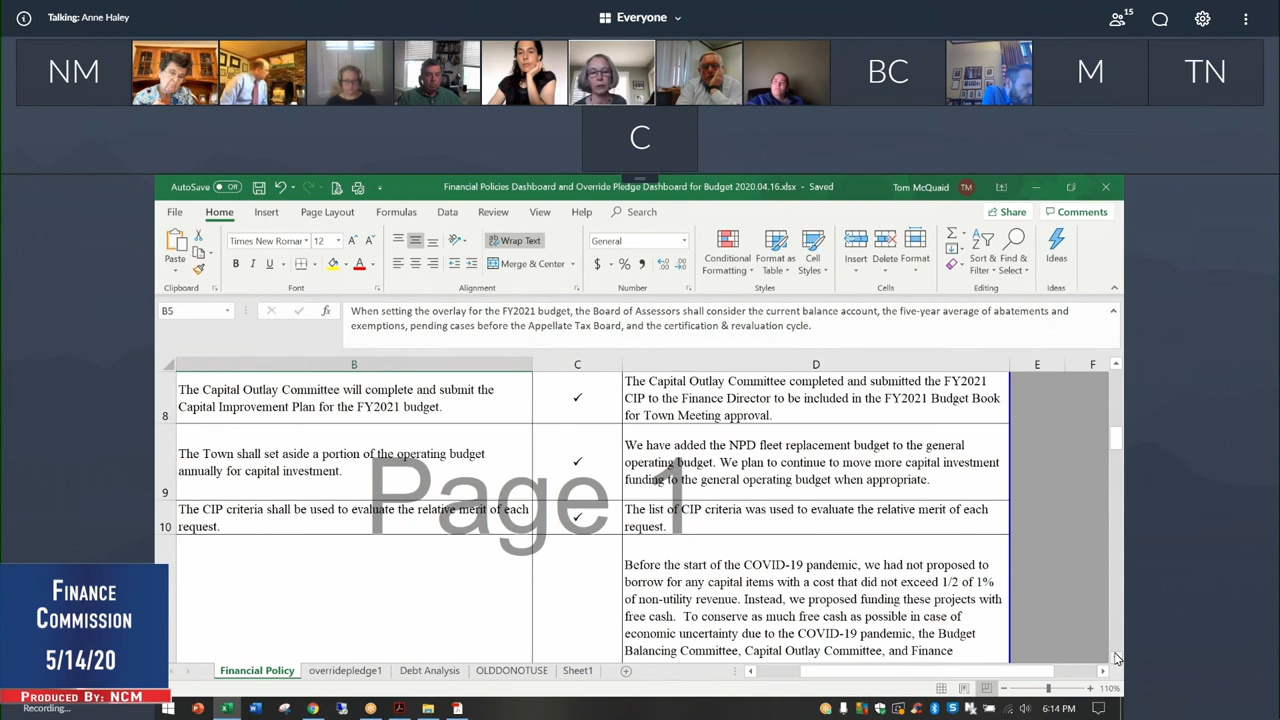 Talking: Anne Haley
Everyone
15
NM
BC
M
TN
C
AutoSave Off
Financial Policies Dashboard and Override Pledge Dashboard for Budget 2020.04.16.xlsx - Saved
Tom McQuaid
TM
File Home Insert Page Layout Formulas Data Review View Help Search
Share
Comments
Paste
Times New Romar 12
B I U
Wrap Text
Merge & Center
General
$ % ,
Conditional Formatting
Format as Table
Cell Styles
Insert Delete Format
Sort & Filter
Find & Select
Ideas
Clipboard Font Alignment Number Styles Cells Editing Ideas
B5
When setting the overlay for the FY2021 budget, the Board of Assessors shall consider the current balance account, the five-year average of abatements and
exemptions, pending cases before the Appellate Tax Board, and the certification & revaluation cycle.
B C D E F
8
The Capital Outlay Committee will complete and submit the
Capital Improvement Plan for the FY2021 budget.
✓
The Capital Outlay Committee completed and submitted the FY2021
CIP to the Finance Director to be included in the FY2021 Budget Book
for Town Meeting approval.
9
The Town shall set aside a portion of the operating budget
annually for capital investment.
✓
We have added the NPD fleet replacement budget to the general
operating budget. We plan to continue to move more capital investment
funding to the general operating budget when appropriate.
10
The CIP criteria shall be used to evaluate the relative merit of each
request.
✓
The list of CIP criteria was used to evaluate the relative merit of each
request.
Page 1
Before the start of the COVID-19 pandemic, we had not proposed to
borrow for any capital items with a cost that did not exceed 1/2 of 1%
of non-utility revenue. Instead, we proposed funding these projects with
free cash. To conserve as much free cash as possible in case of
economic uncertainty due to the COVID-19 pandemic, the Budget
Balancing Committee, Capital Outlay Committee, and Finance
Financial Policy overridepledge1 Debt Analysis OLDDONOTUSE Sheet1
110%
6:14 PM
Finance
Commission
5/14/20
Produced By: NCM
Recording...